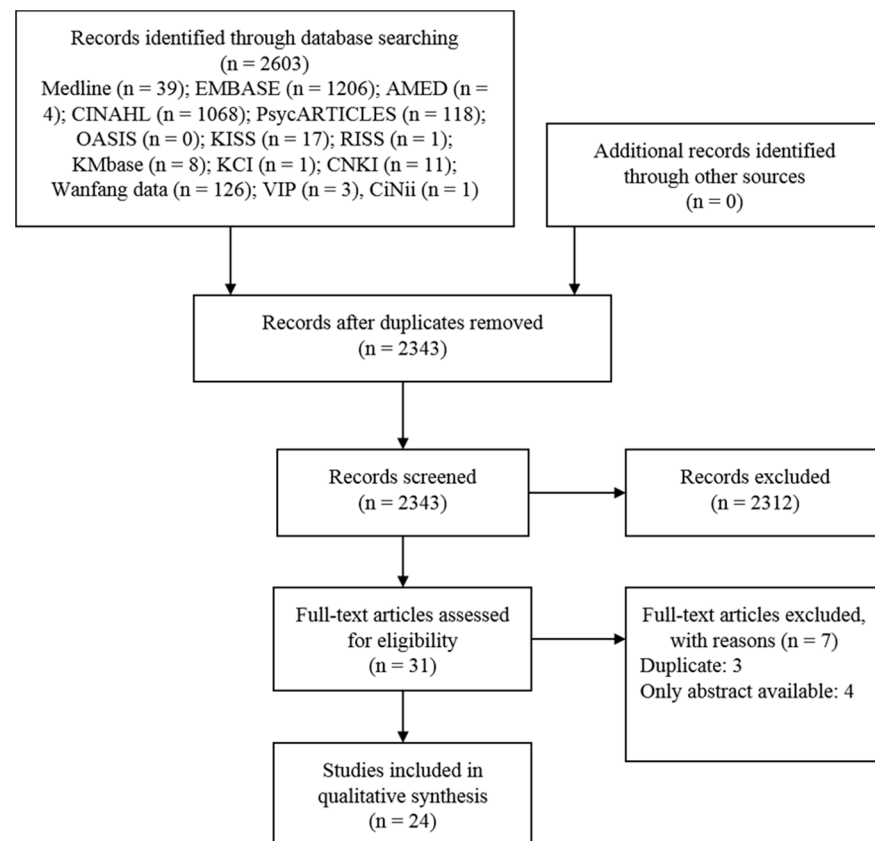 Records identified through database searching
(n = 2603)
Medline (n = 39); EMBASE (n = 1206); AMED (n =
4); CINAHL (n = 1068); PsycARTICLES (n = 118);
OASIS (n = 0); KISS (n = 17); RISS (n = 1);
KMbase (n = 8); KCI (n = 1); CNKI (n = 11);
Wanfang data (n = 126); VIP (n = 3), CiNii (n = 1)
Additional records identified
through other sources
(n = 0)
Records after duplicates removed
(n = 2343)
Records screened
(n = 2343)
Records excluded
(n = 2312)
Full-text articles assessed
for eligibility
(n = 31)
Full-text articles excluded,
with reasons (n = 7)
Duplicate: 3
Only abstract available: 4
Studies included in
qualitative synthesis
(n = 24)